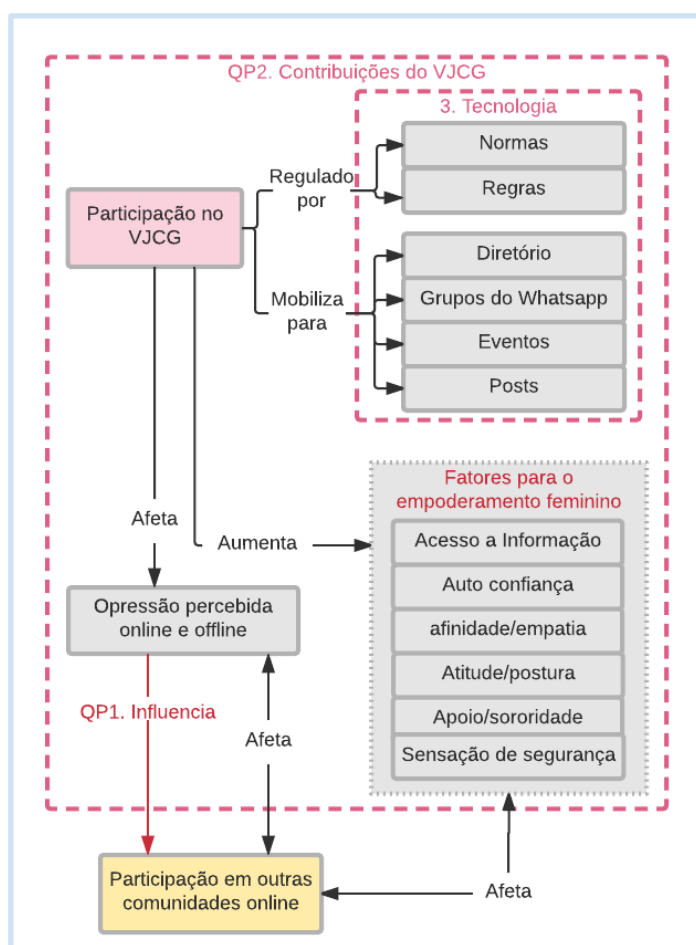 QP2. Contribuições do VJCG
3. Tecnologia
Normas
Regras
Regulado
por
Participação no
VJCG
Diretório
Grupos do Whatsapp
Eventos
Posts
Mobiliza
para
Fatores para o
empoderamento feminino
Acesso a Informação
Auto confiança
afinidade/empatia
Atitude/postura
Apoio/sororidade
Sensação de segurança
Afeta
Aumenta
Opressão percebida
online e offline
QP1. Influencia
Afeta
Participação em outras
comunidades online
Afeta